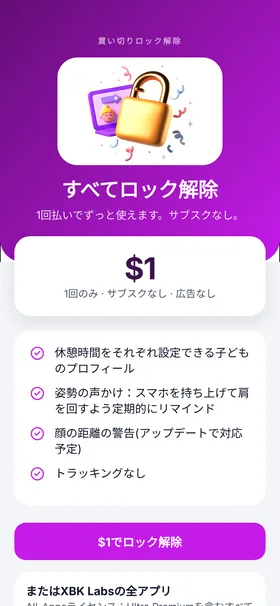 買い切りロック解除
すべてロック解除
1回払いでずっと使えます。サブスクなし。
$1
1回のみ · サブスクなし · 広告なし
休憩時間をそれぞれ設定できる子ども
のプロフィール
姿勢の声かけ：スマホを持ち上げて肩
を回すよう定期的にリマインド
顔の距離の警告(アップデートで対応
予定)
トラッキングなし
$1でロック解除
またはXBK Labsの全アプリ